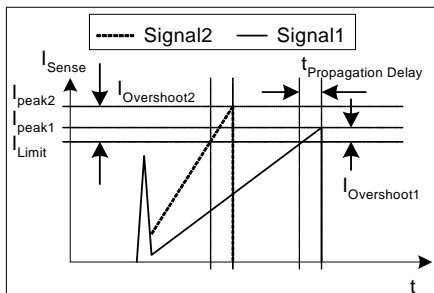 Signal2 Signal1
I_Sense
t_Propagation Delay
I_peak2
I_Overshoot2
I_peak1
I_Limit
I_Overshoot1
t